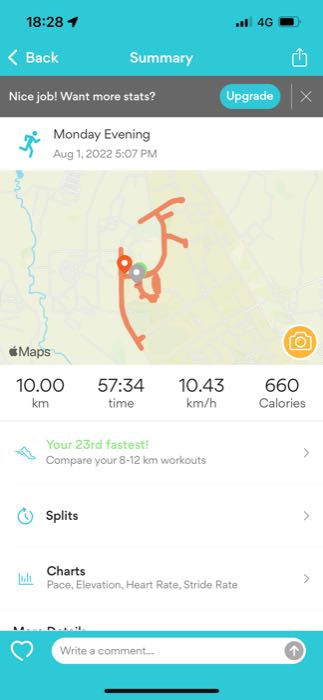 18:28
4G
Back
Summary
Nice job! Want more stats?
Upgrade
Monday Evening
Aug 1, 2022 5:07 PM
Maps
10.00
57:34
10.43
660
km
time
km/h
Calories
Your 23rd fastest!
Compare your 8-12 km workouts
Splits
Charts
Pace, Elevation, Heart Rate, Stride Rate
More Details
Write a comment...